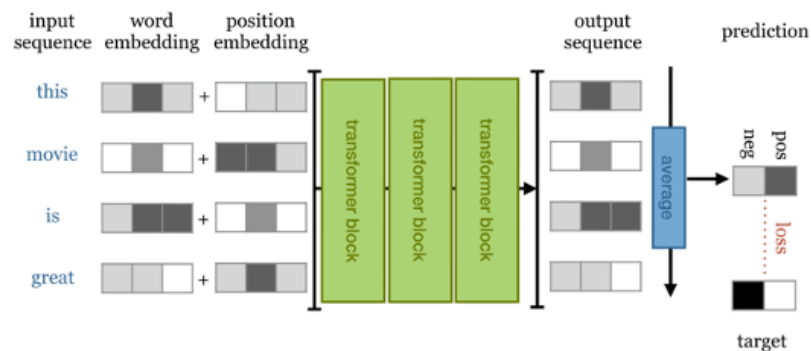 input sequence
word embedding
position embedding
output sequence
prediction
this
+
movie
+
is
+
great
+
transformer block
transformer block
transformer block
average
neg
pos
loss
target